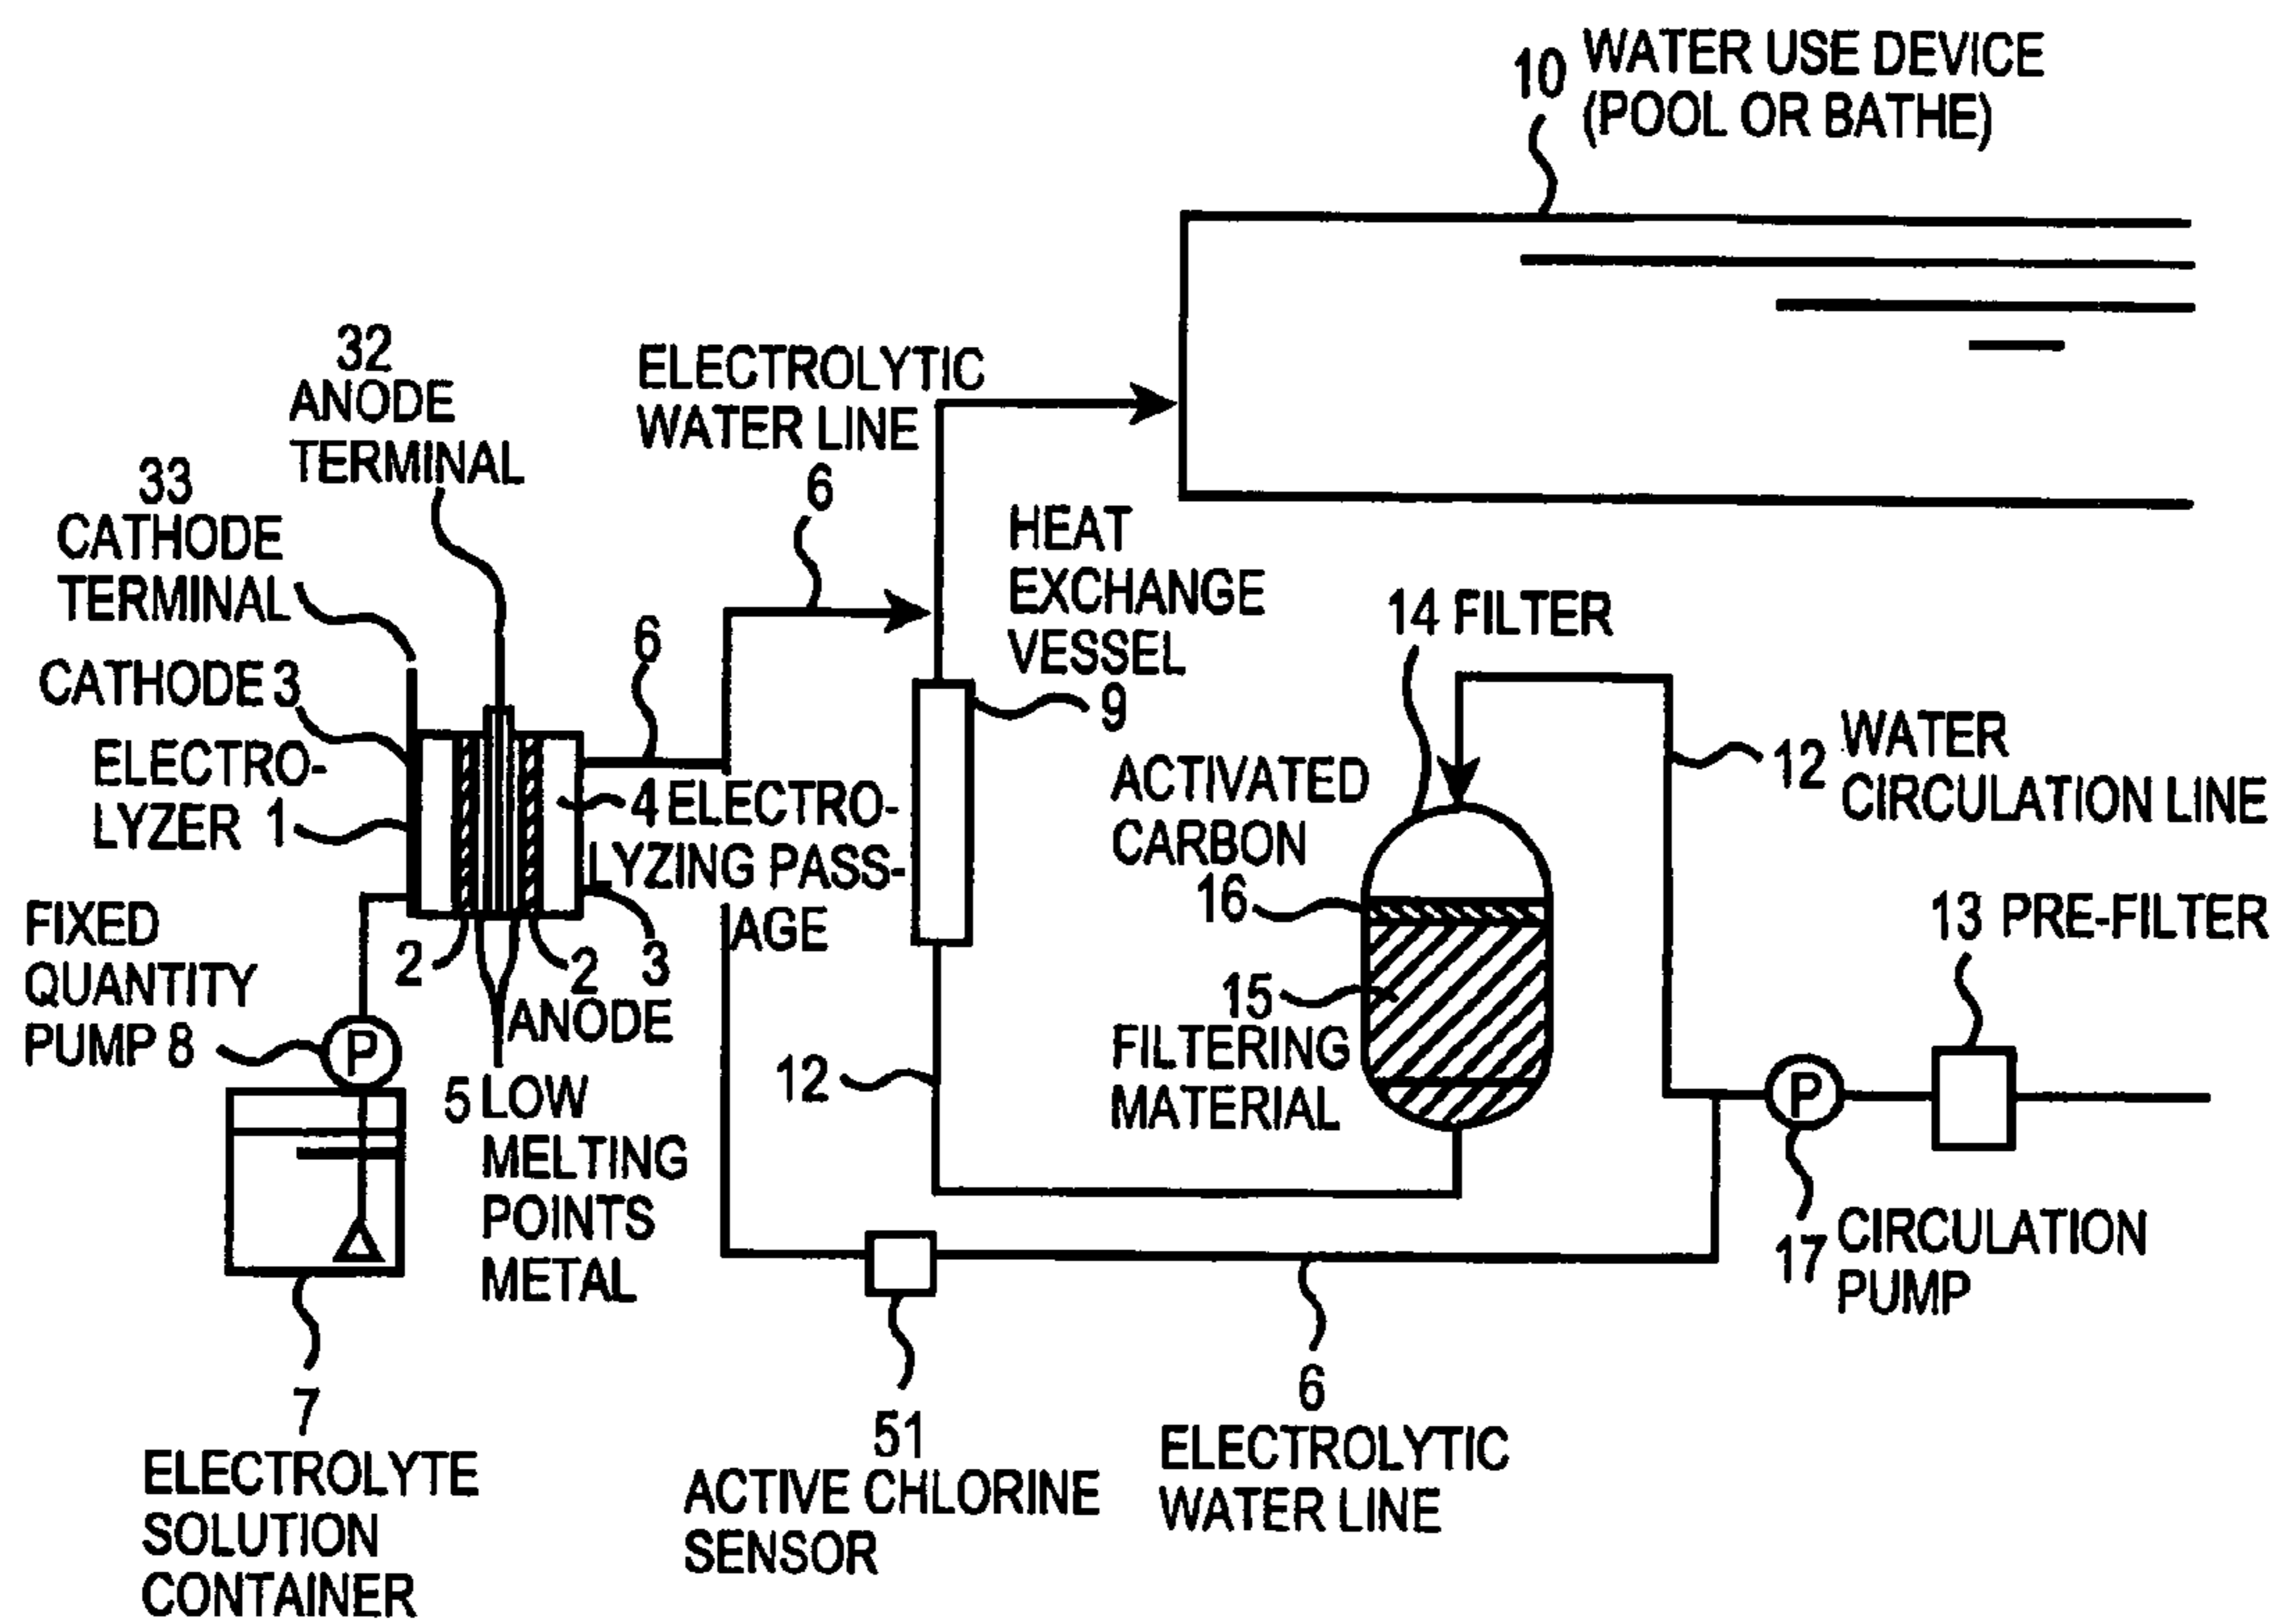 10 WATER USE DEVICE
(POOL OR BATHE)
32
ANODE
TERMINAL
ELECTROLYTIC
WATER LINE
6
33
CATHODE
TERMINAL
HEAT
EXCHANGE
VESSEL
9
14 FILTER
6
CATHODE 3
ELECTRO-
LYZER 1
4 ELECTRO-
LYZING PASS-
AGE
ACTIVATED
CARBON
16
12 WATER
CIRCULATION LINE
13 PRE-FILTER
FIXED
QUANTITY
PUMP 8
P
2
2
3
ANODE
15
FILTERING
MATERIAL
12
P
5 LOW
MELTING
POINTS
METAL
17 CIRCULATION
PUMP
7
ELECTROLYTE
SOLUTION
CONTAINER
51
ACTIVE CHLORINE
SENSOR
6
ELECTROLYTIC
WATER LINE